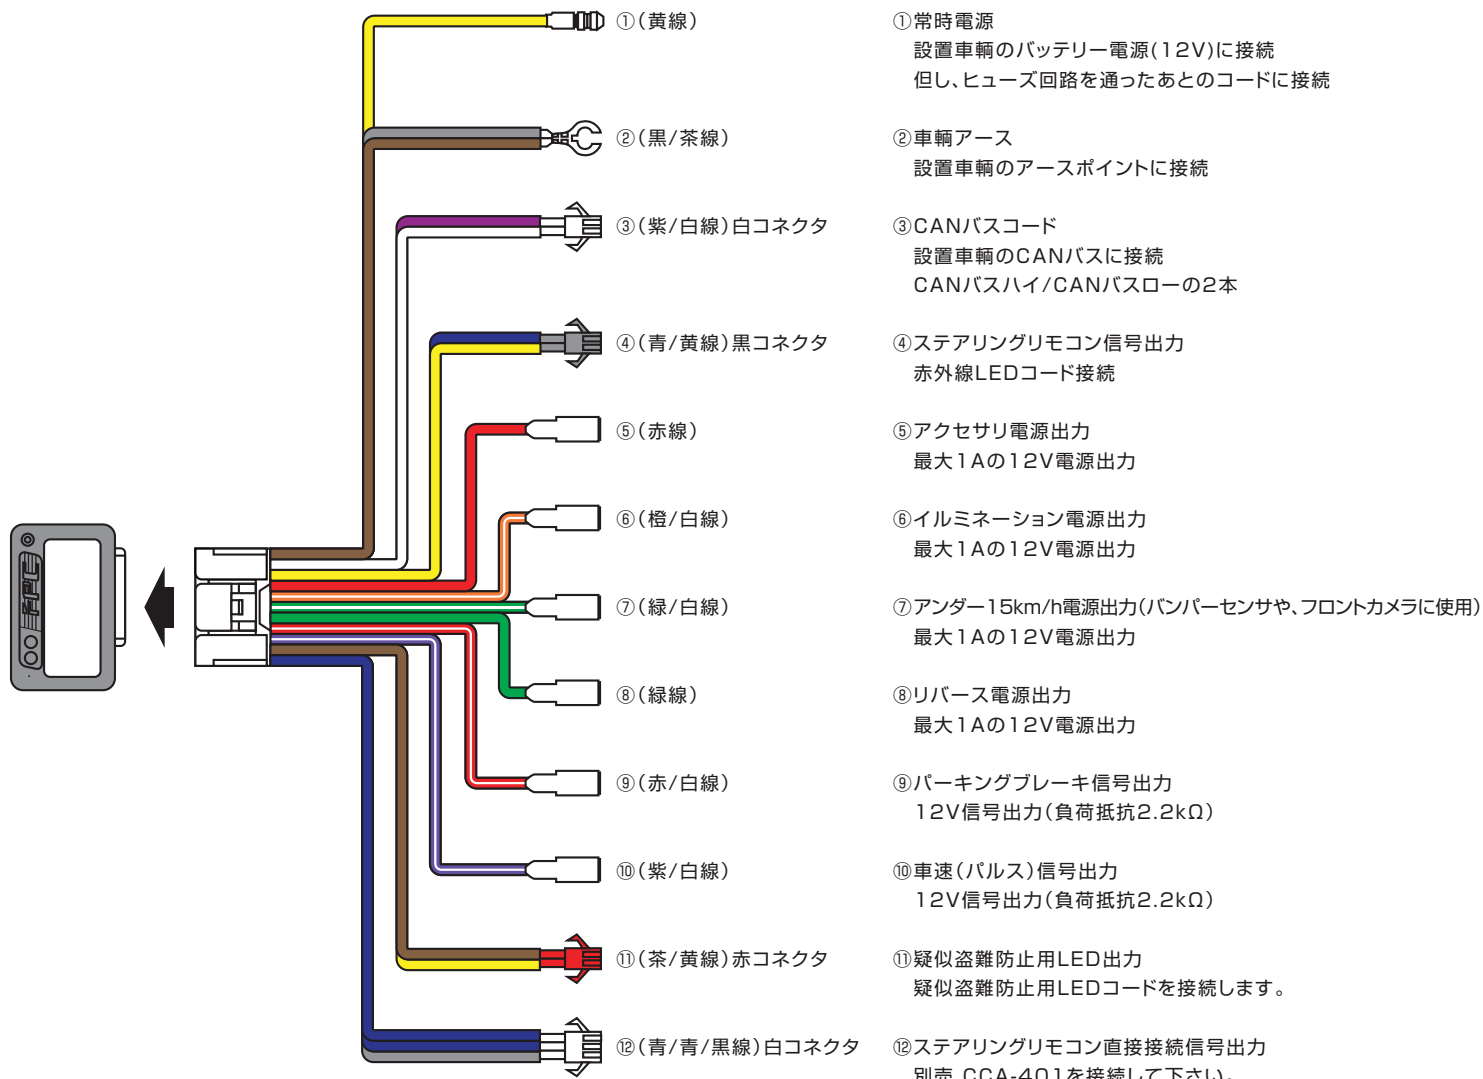 ①(黄線)
①常時電源
設置車輌のバッテリー電源(12V)に接続
但し、ヒューズ回路を通ったあとのコードに接続
②(黒/茶線)
②車輌アース
設置車輌のアースポイントに接続
③(紫/白線)白コネクタ
③CANバスコード
設置車輌のCANバスに接続
CANバスハイ/CANバスローの2本
④(青/黄線)黒コネクタ
④ステアリングリモコン信号出力
赤外線LEDコード接続
⑤(赤線)
⑤アクセサリ電源出力
最大1Aの12V電源出力
⑥(橙/白線)
⑥イルミネーション電源出力
最大1Aの12V電源出力
⑦(緑/白線)
⑦アンダー15km/h電源出力(バンパーセンサや、フロントカメラに使用)
最大1Aの12V電源出力
⑧(緑線)
⑧リバース電源出力
最大1Aの12V電源出力
⑨(赤/白線)
⑨パーキングブレーキ信号出力
12V信号出力(負荷抵抗2.2kΩ)
⑩(紫/白線)
⑩車速(パルス)信号出力
12V信号出力(負荷抵抗2.2kΩ)
⑪(茶/黄線)赤コネクタ
⑪疑似盗難防止用LED出力
疑似盗難防止用LEDコードを接続します。
⑫(青/青/黒線)白コネクタ
⑫ステアリングリモコン直接接続信号出力
別売 CCA-401を接続して下さい。